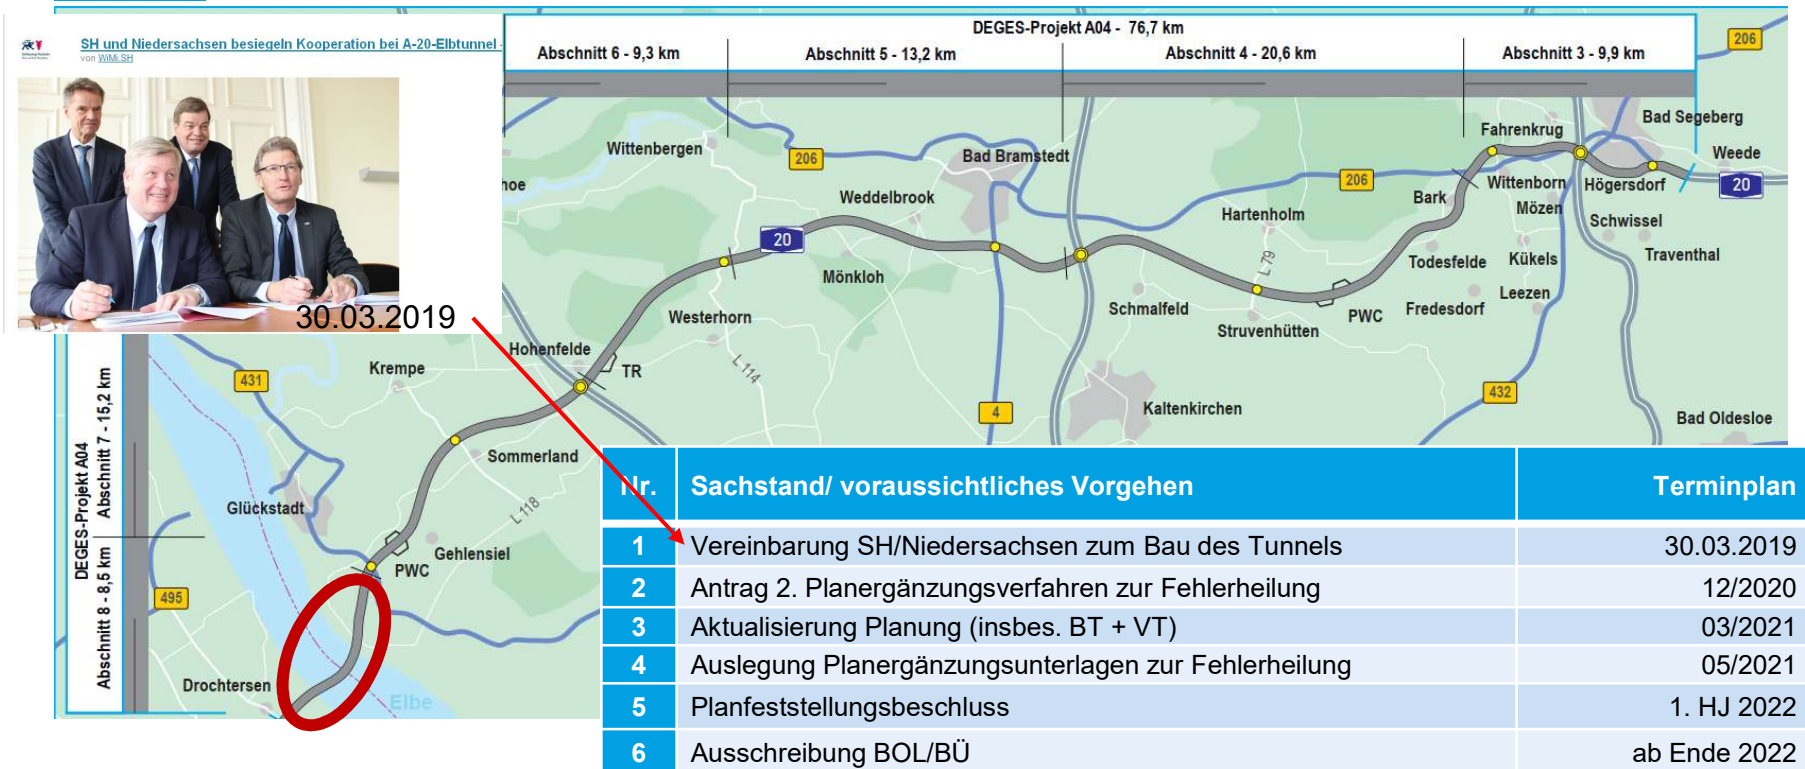 SH und Niedersachsen besiegeln Kooperation bei A-20-Elbtunnel -
von WiMi.SH
30.03.2019
DEGES-Projekt A04 - 76,7 km
Abschnitt 6 - 9,3 km
Abschnitt 5 - 13,2 km
Abschnitt 4 - 20,6 km
Abschnitt 3 - 9,9 km
206
Bad Segeberg
Fahrenkrug
Weede
Wittenbergen
206
Bad Bramstedt
hoe
206
Wittenborn
Högersdorf
20
Weddelbrook
Bark
Mözen
Hartenholm
Schwissel
20
Traventhal
Mönkloh
L 79
Todesfelde
Kükels
Leezen
Schmalfeld
Fredesdorf
PWC
Westerhorn
Struvenhütten
Hohenfelde
TR
L 114
Krempe
431
432
4
Kaltenkirchen
Bad Oldesloe
DEGES-Projekt A04
Abschnitt 7 - 15,2 km
Abschnitt 8 - 8,5 km
Sommerland
Glückstadt
L 118
Gehlensiel
PWC
495
Drochtersen
Elbe
Nr. Sachstand/ voraussichtliches Vorgehen Terminplan
1 Vereinbarung SH/Niedersachsen zum Bau des Tunnels 30.03.2019
2 Antrag 2. Planergänzungsverfahren zur Fehlerheilung 12/2020
3 Aktualisierung Planung (insbes. BT + VT) 03/2021
4 Auslegung Planergänzungsunterlagen zur Fehlerheilung 05/2021
5 Planfeststellungsbeschluss 1. HJ 2022
6 Ausschreibung BOL/BÜ ab Ende 2022